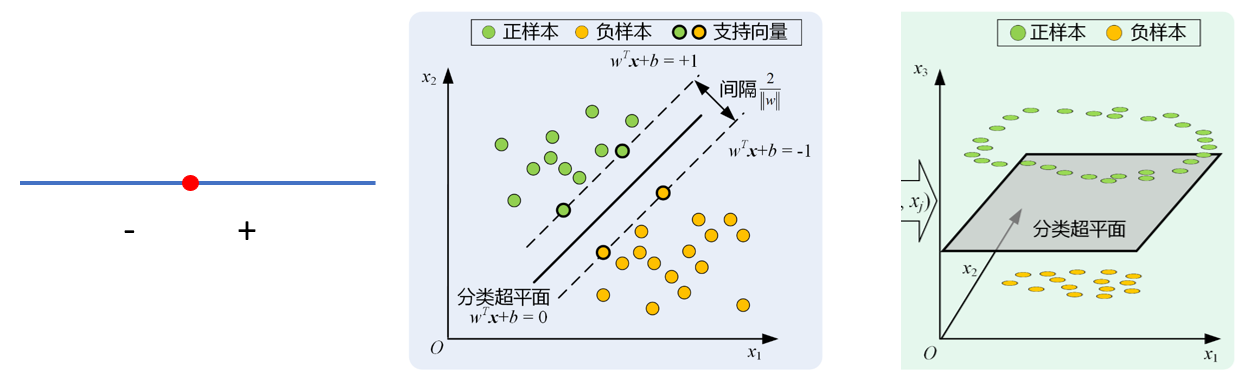 - +
正样本 负样本 支持向量
x₂
wᵀx+b = +1
间隔 2/‖w‖
wᵀx+b = -1
分类超平面
wᵀx+b = 0
O
x₁
正样本 负样本
x₃
, xⱼ)
分类超平面
x₂
O
x₁